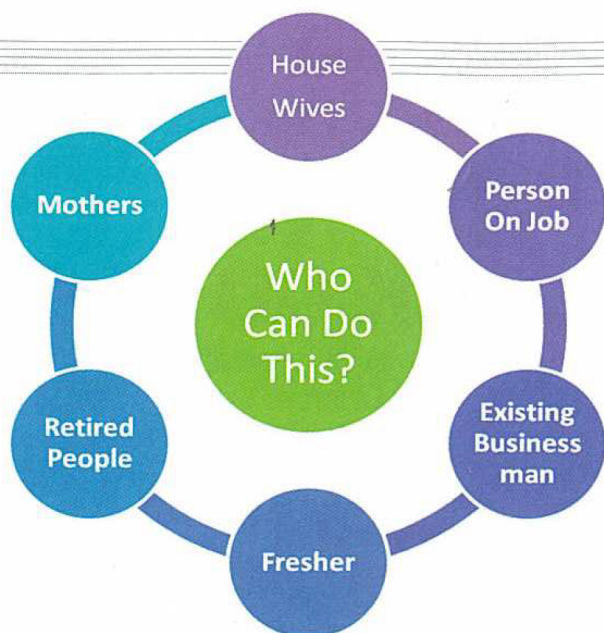 House
Wives
Person
On Job
Existing
Business
man
Fresher
Retired
People
Mothers
Who
Can Do
This?